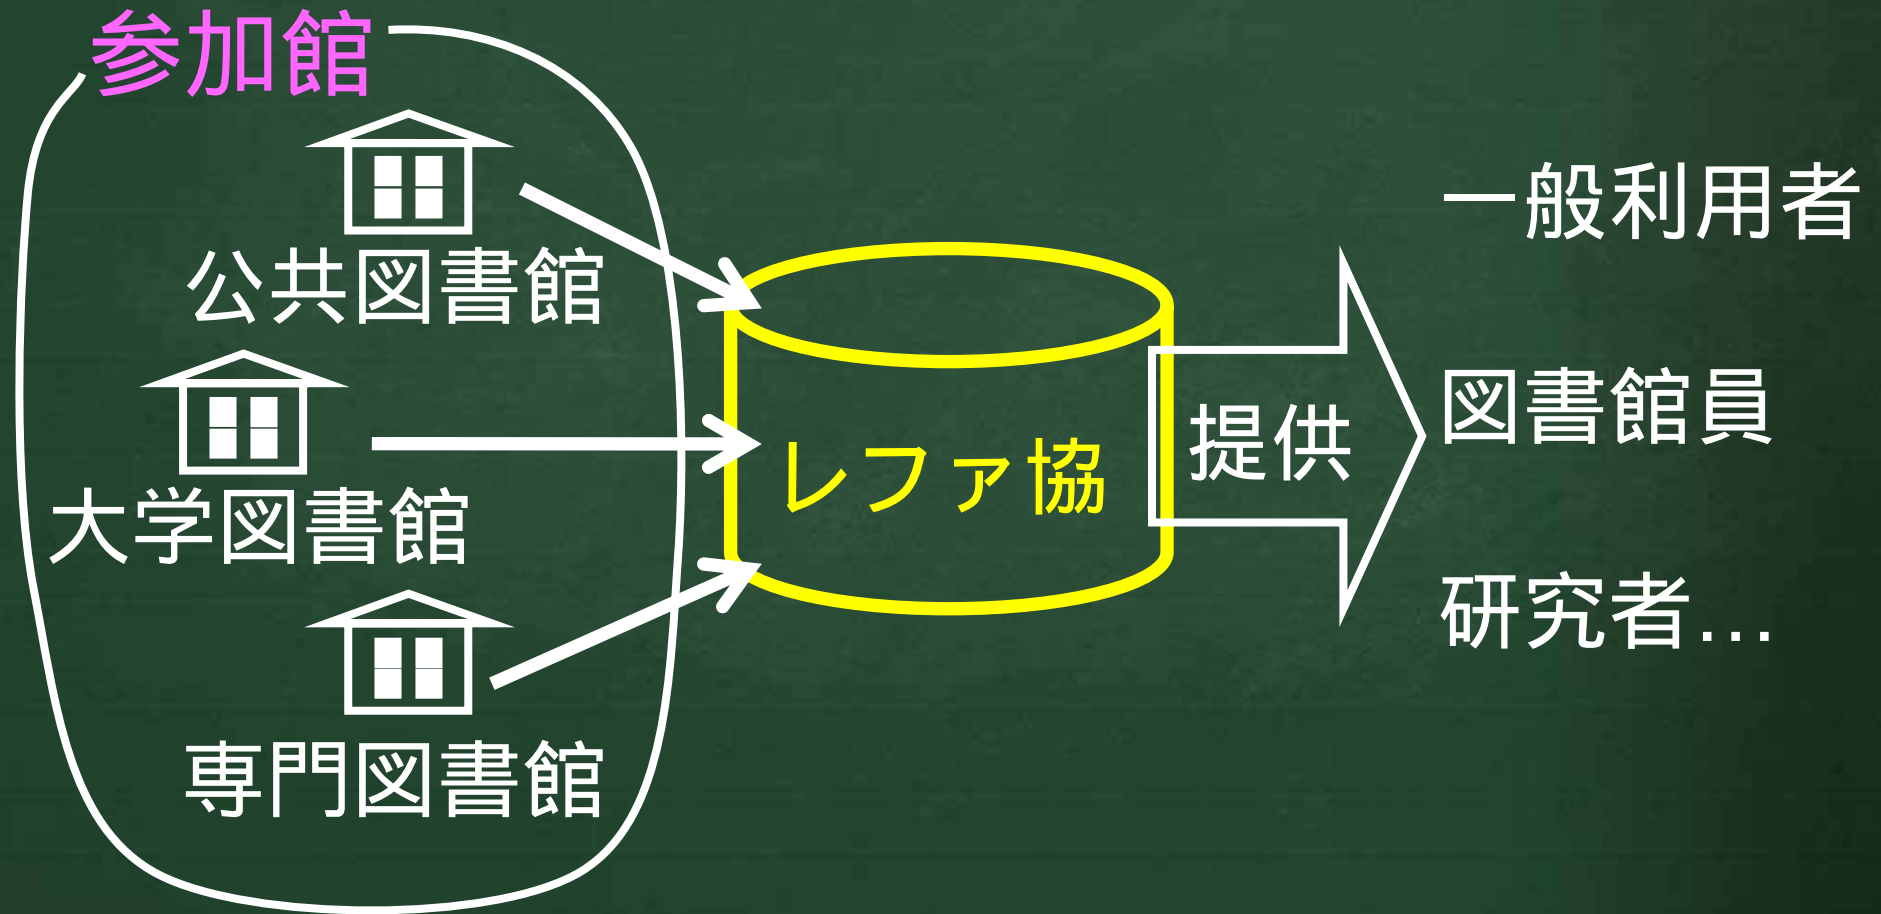 参加館
公共図書館
大学図書館
専門図書館
レファ協
提供
一般利用者
図書館員
研究者…